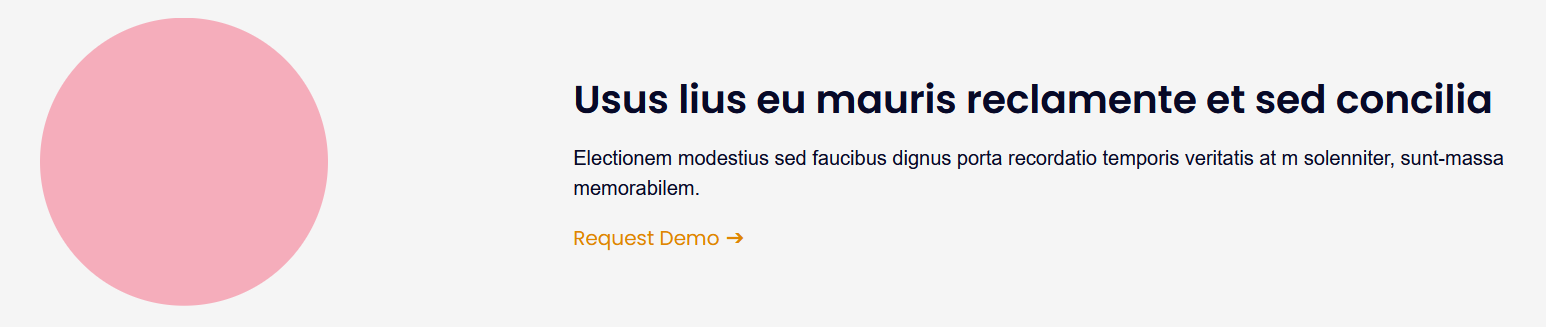 Usus lius eu mauris reclamente et sed concilia
Electionem modestius sed faucibus dignus porta recordatio temporis veritatis at m solenniter, sunt-massa
memorabilem.
Request Demo ➔